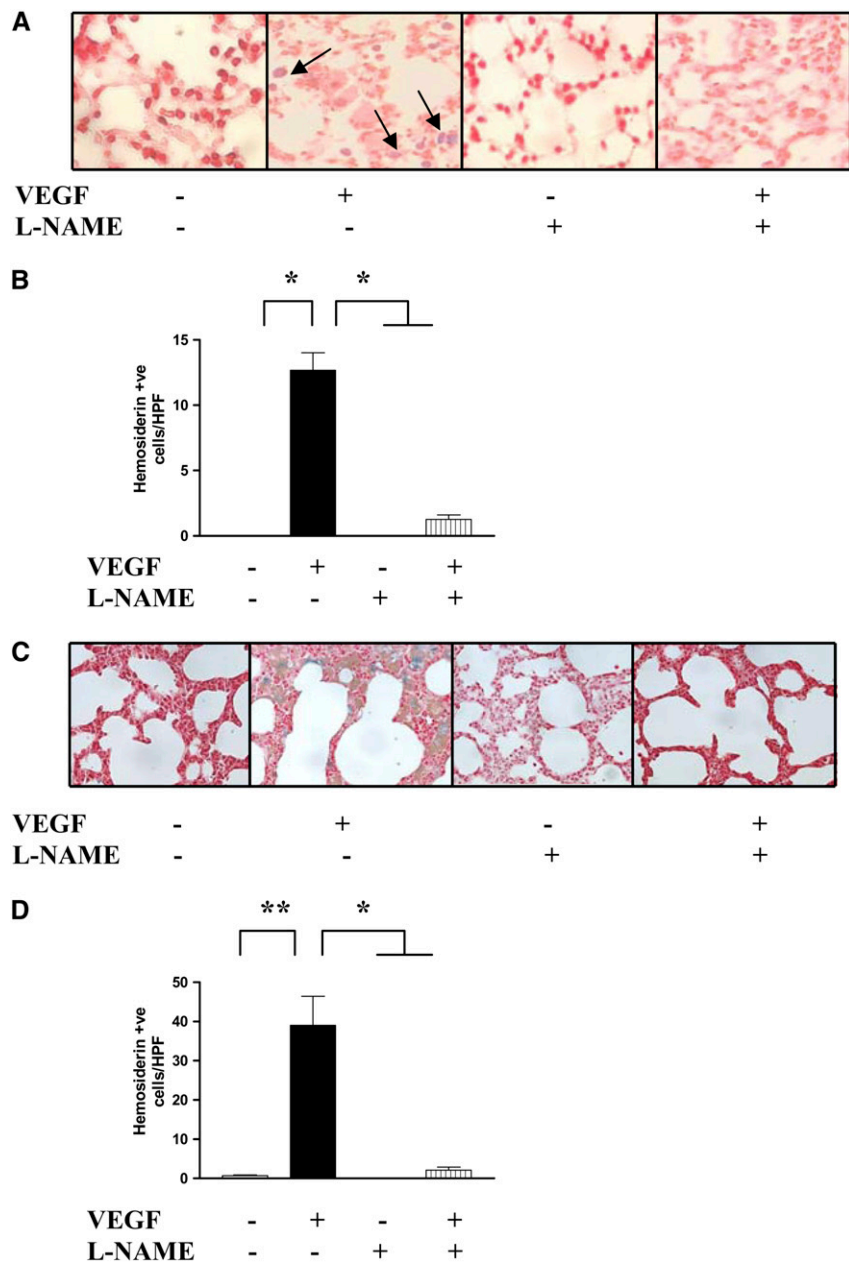 A
VEGF - + - +
L-NAME - - + +
B
* *
15
10
5
0
Hemosiderin +ve
cells/HPF
VEGF - + - +
L-NAME - - + +
C
VEGF - + - +
L-NAME - - + +
D
** *
50
40
30
20
10
0
Hemosiderin +ve
cells/HPF
VEGF - + - +
L-NAME - - + +